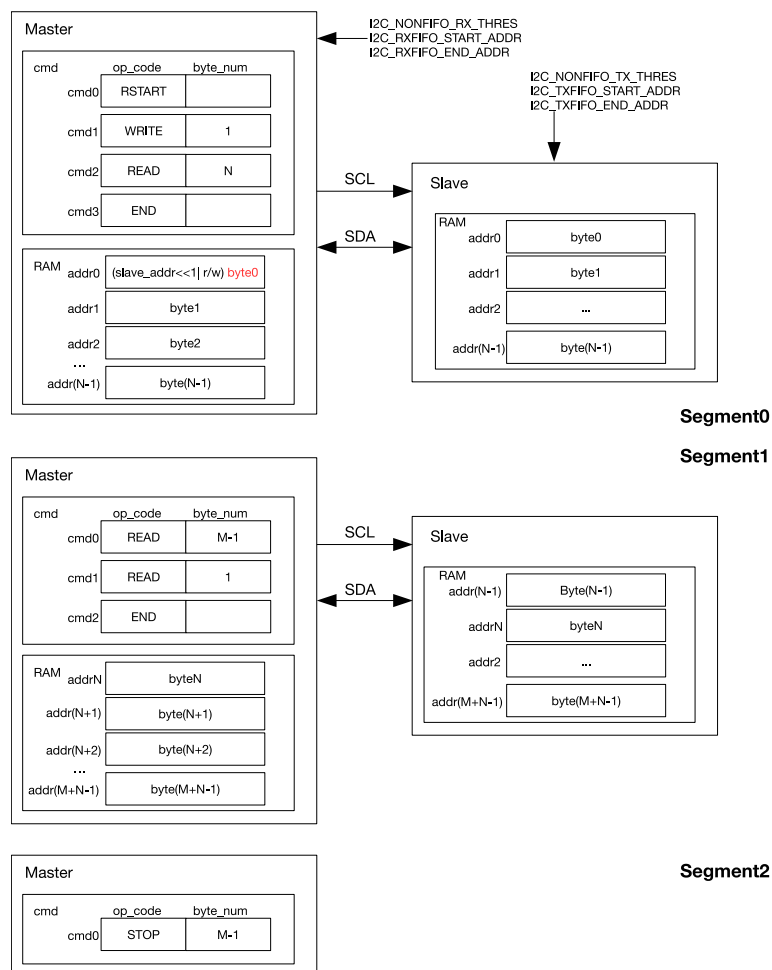 I2C_NONFIFO_RX_THRES
I2C_RXFIFO_START_ADDR
I2C_RXFIFO_END_ADDR
Master
cmd op_code byte_num
cmd0 RSTART
cmd1 WRITE 1
cmd2 READ N
cmd3 END
RAM
addr0 (slave_addr<<1| r/w) byte0
addr1 byte1
addr2 byte2
...
addr(N-1) byte(N-1)
SCL
SDA
I2C_NONFIFO_TX_THRES
I2C_TXFIFO_START_ADDR
I2C_TXFIFO_END_ADDR
Slave
RAM
addr0 byte0
addr1 byte1
addr2 ...
addr(N-1) byte(N-1)
Segment0
Segment1
Master
cmd op_code byte_num
cmd0 READ M-1
cmd1 READ 1
cmd2 END
RAM
addrN byteN
addr(N+1) byte(N+1)
addr(N+2) byte(N+2)
...
addr(M+N-1) byte(M+N-1)
SCL
SDA
Slave
RAM
addr(N-1) Byte(N-1)
addrN byteN
addr2 ...
addr(M+N-1) byte(M+N-1)
Segment2
Master
cmd op_code byte_num
cmd0 STOP M-1